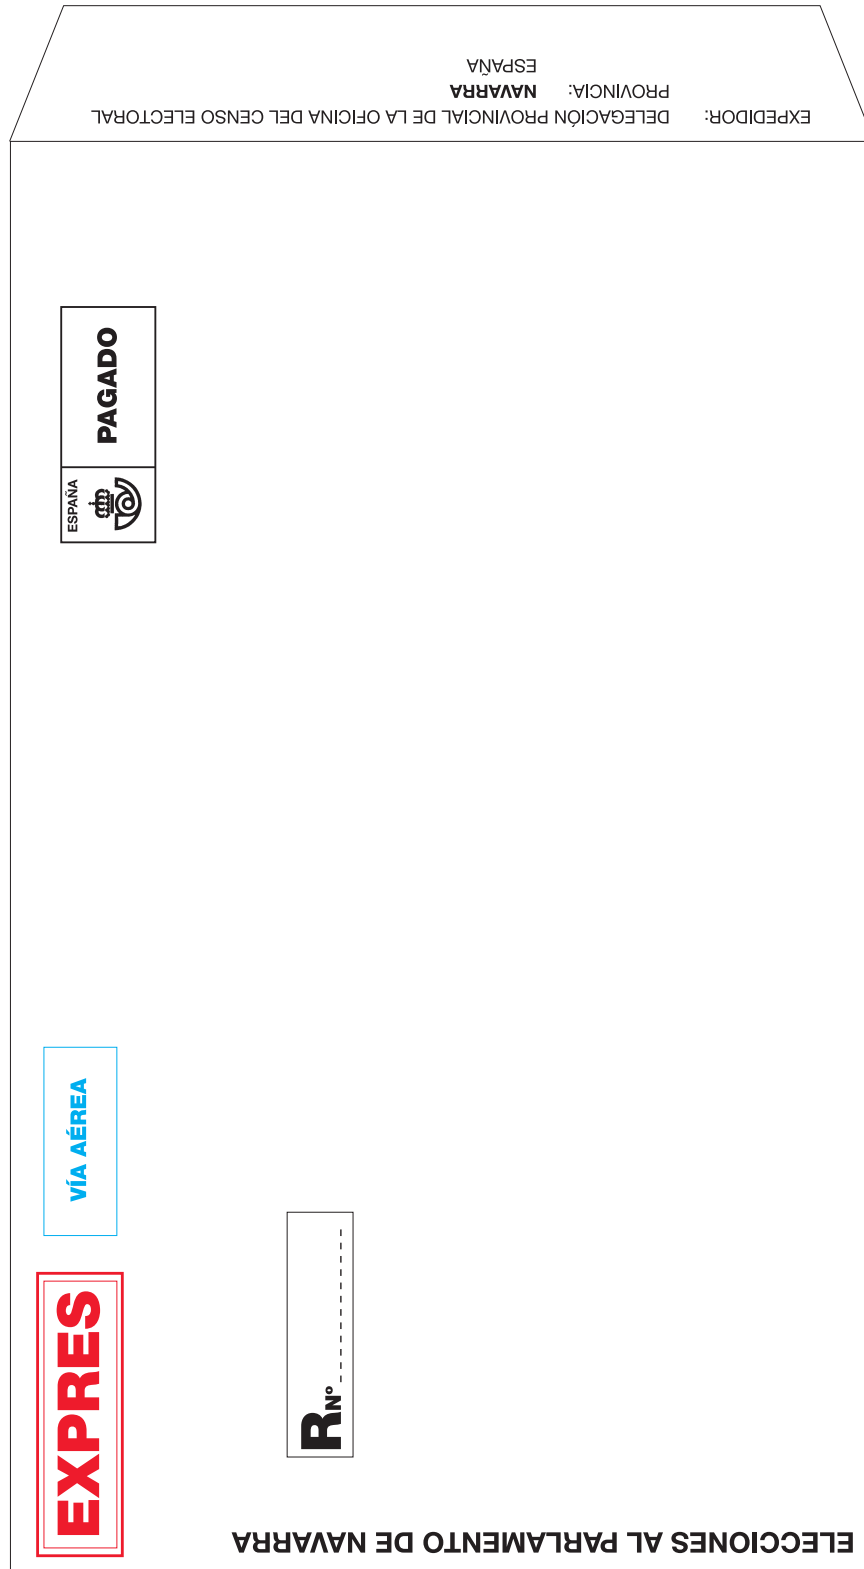 EXPEDIDOR: DELEGACIÓN PROVINCIAL DE LA OFICINA DEL CENSO ELECTORAL
PROVINCIA: NAVARRA
ESPAÑA
ESPAÑA
PAGADO
VÍA AÉREA
EXPRES
R Nº
ELECCIONES AL PARLAMENTO DE NAVARRA